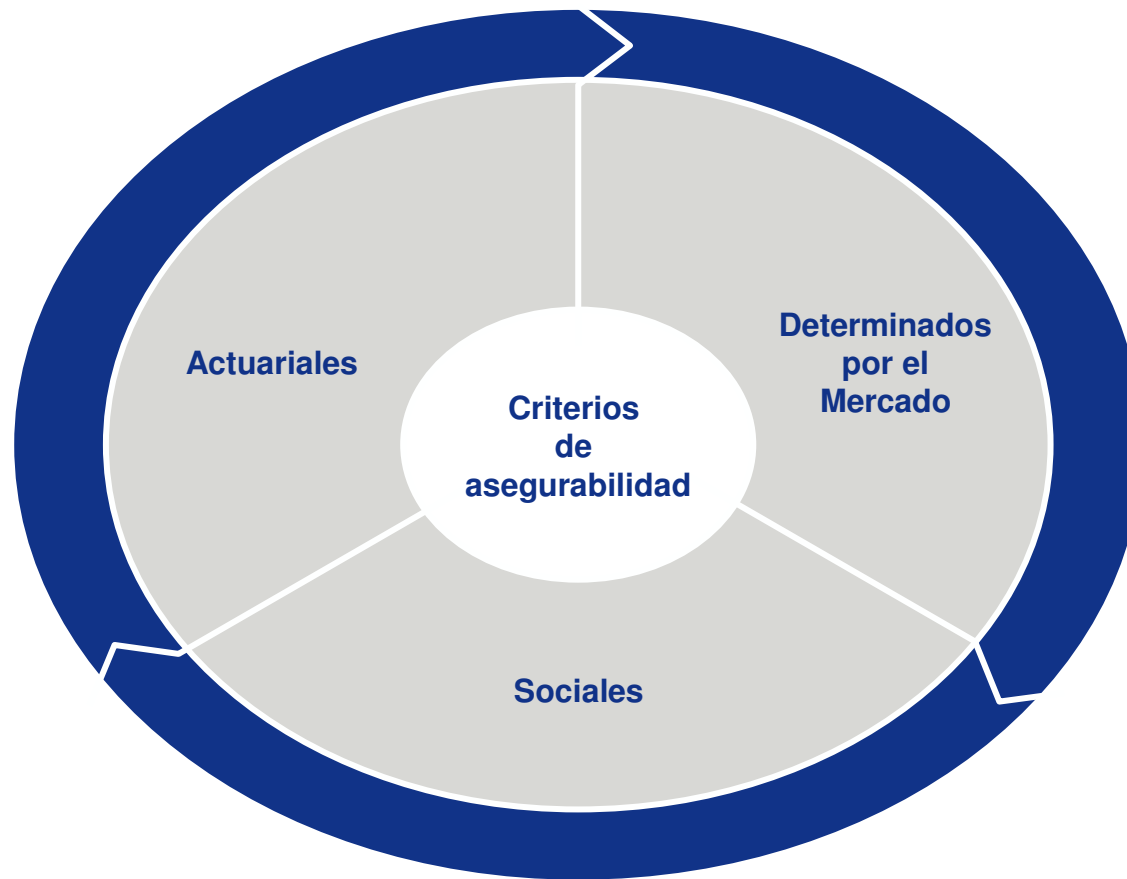 Actuariales
Determinados
por el
Mercado
Criterios
de
asegurabilidad
Sociales